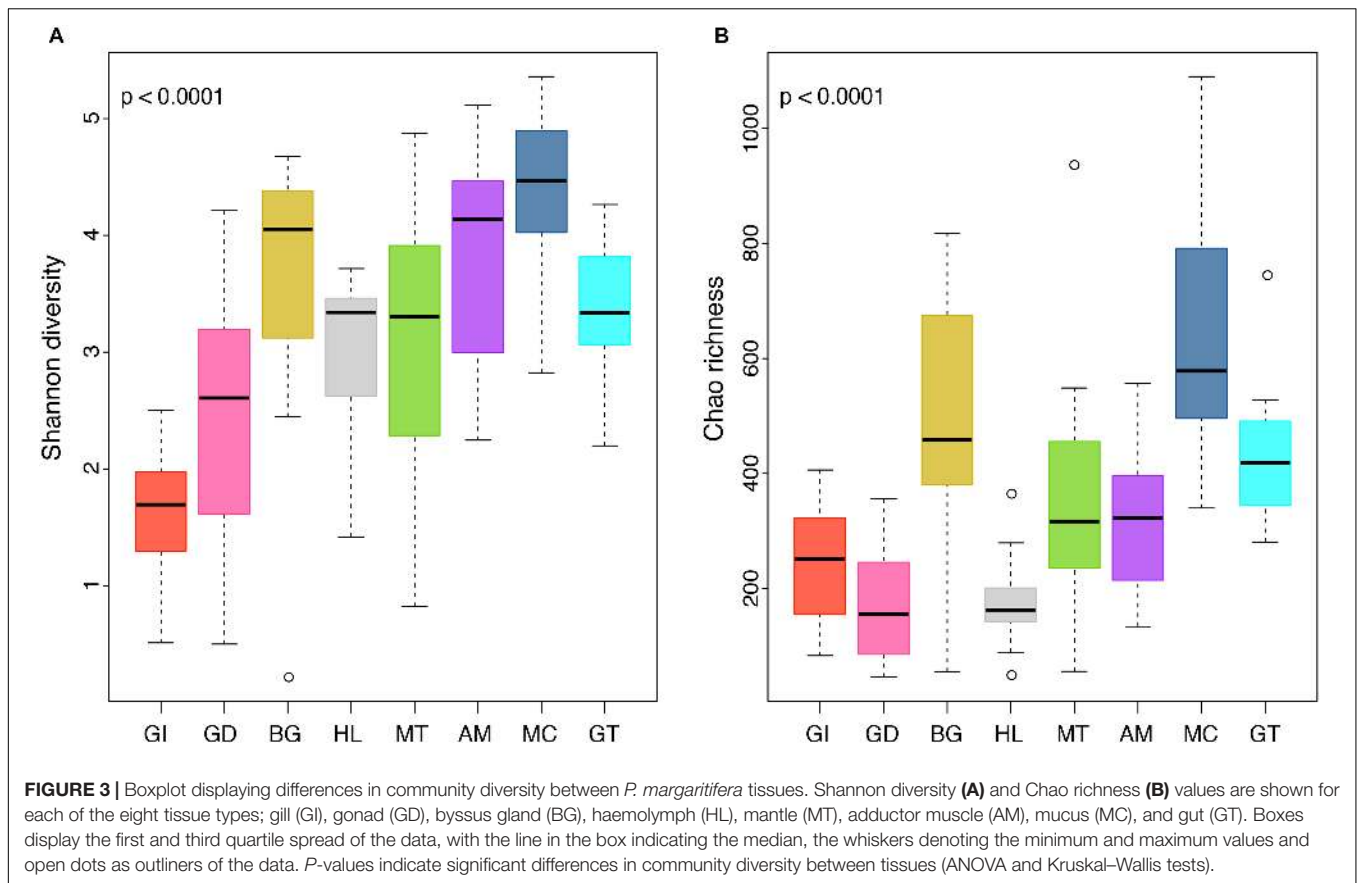 A
p < 0.0001
Shannon diversity
5
4
3
2
1
GI GD BG HL MT AM MC GT
B
p < 0.0001
Chao richness
1000
800
600
400
200
GI GD BG HL MT AM MC GT
FIGURE 3 | Boxplot displaying differences in community diversity between P. margaritifera tissues. Shannon diversity (A) and Chao richness (B) values are shown for
each of the eight tissue types; gill (GI), gonad (GD), byssus gland (BG), haemolymph (HL), mantle (MT), adductor muscle (AM), mucus (MC), and gut (GT). Boxes
display the first and third quartile spread of the data, with the line in the box indicating the median, the whiskers denoting the minimum and maximum values and
open dots as outliners of the data. P-values indicate significant differences in community diversity between tissues (ANOVA and Kruskal–Wallis tests).